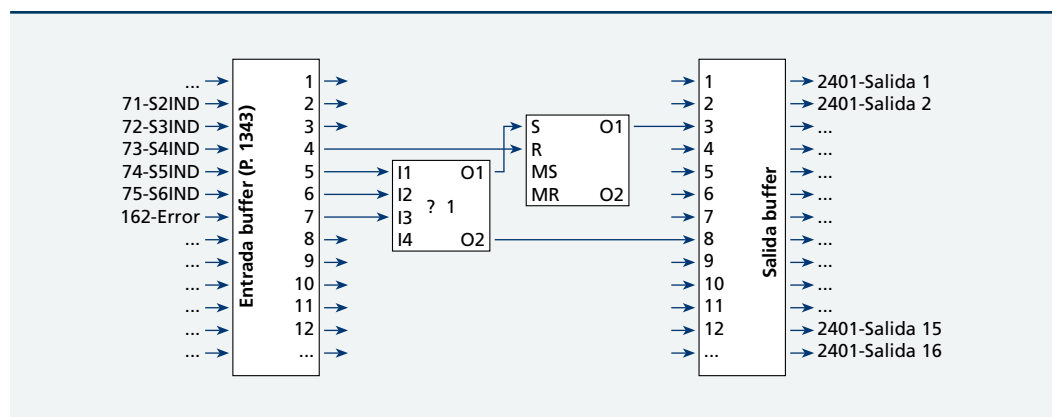 ...
71-S2IND
72-S3IND
73-S4IND
74-S5IND
75-S6IND
162-Error
...
...
...
...
...
...
Entrada buffer (P. 1343)
1
2
3
4
5
6
7
8
9
10
11
12
...
I1 O1
I2
? 1
I3
I4 O2
S O1
R
MS
MR O2
1
2
3
4
5
6
7
8
9
10
11
12
...
Salida buffer
2401-Salida 1
2401-Salida 2
...
...
...
...
...
...
...
...
...
2401-Salida 15
2401-Salida 16